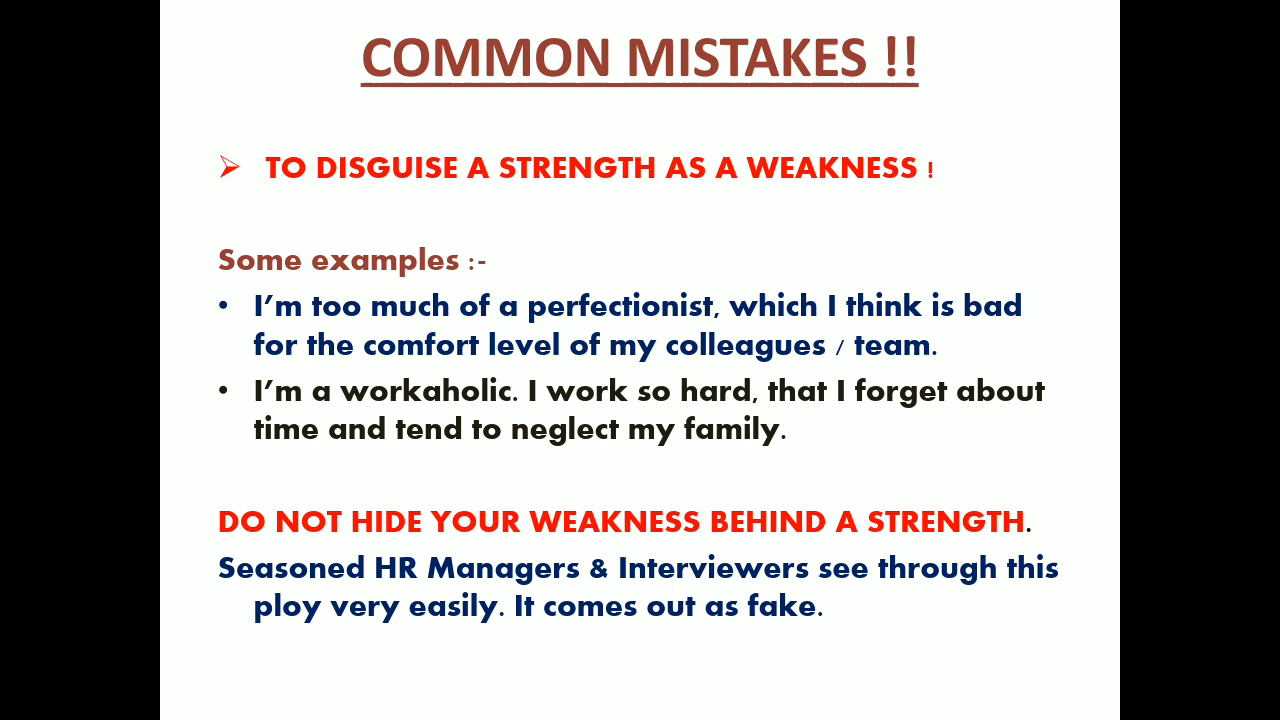 COMMON MISTAKES !!
➢ TO DISGUISE A STRENGTH AS A WEAKNESS !
Some examples :-
• I’m too much of a perfectionist, which I think is bad
for the comfort level of my colleagues / team.
• I’m a workaholic. I work so hard, that I forget about
time and tend to neglect my family.
DO NOT HIDE YOUR WEAKNESS BEHIND A STRENGTH.
Seasoned HR Managers & Interviewers see through this
ploy very easily. It comes out as fake.